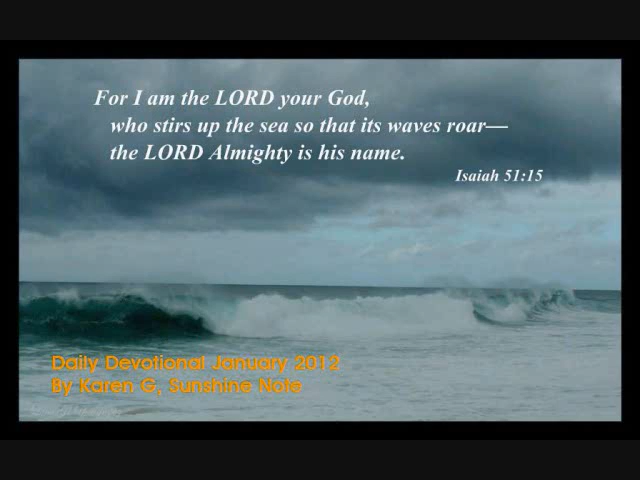 For I am the LORD your God,
who stirs up the sea so that its waves roar—
the LORD Almighty is his name.
Isaiah 51:15
Daily Devotional January 2012
By Karen G, Sunshine Note